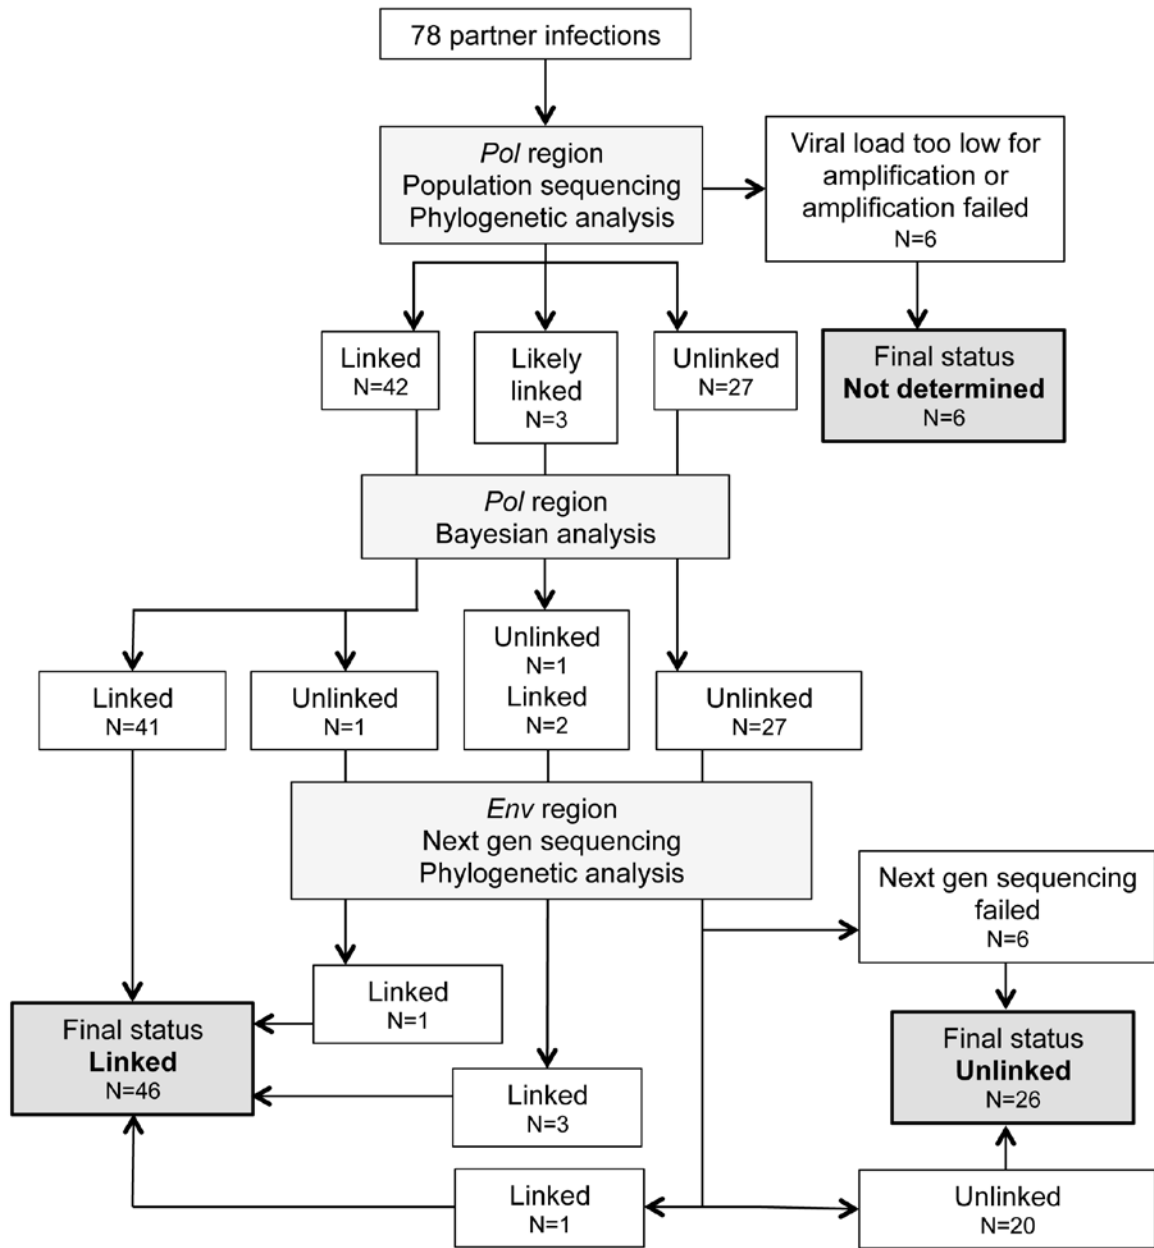 78 partner infections
Pol region
Population sequencing
Phylogenetic analysis
Viral load too low for
amplification or
amplification failed
N=6
Linked
N=42
Likely
linked
N=3
Unlinked
N=27
Final status
Not determined
N=6
Pol region
Bayesian analysis
Linked
N=41
Unlinked
N=1
Unlinked
N=1
Linked
N=2
Unlinked
N=27
Env region
Next gen sequencing
Phylogenetic analysis
Next gen sequencing
failed
N=6
Linked
N=1
Final status
Linked
N=46
Linked
N=3
Final status
Unlinked
N=26
Linked
N=1
Unlinked
N=20